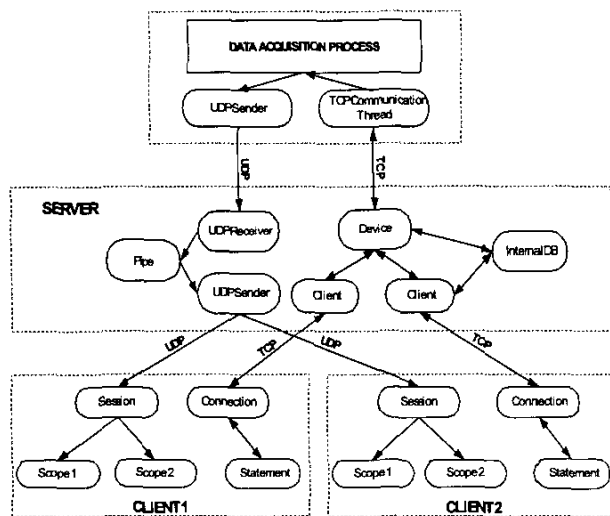 DATA ACQUISITION PROCESS
UDPSender
TCPCommunication
Thread
UDP
TCP
SERVER
UDPReceiver
Device
Pipe
InternalDB
UDPSender
Client
Client
UDP
TCP
UDP
TCP
Session
Connection
Session
Connection
Scope1
Scope2
Statement
Scope1
Scope2
Statement
CLIENT1
CLIENT2